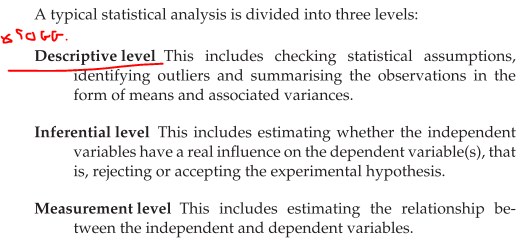 A typical statistical analysis is divided into three levels:
Descriptive level This includes checking statistical assumptions,
identifying outliers and summarising the observations in the
form of means and associated variances.
Inferential level This includes estimating whether the independent
variables have a real influence on the dependent variable(s), that
is, rejecting or accepting the experimental hypothesis.
Measurement level This includes estimating the relationship be-
tween the independent and dependent variables.